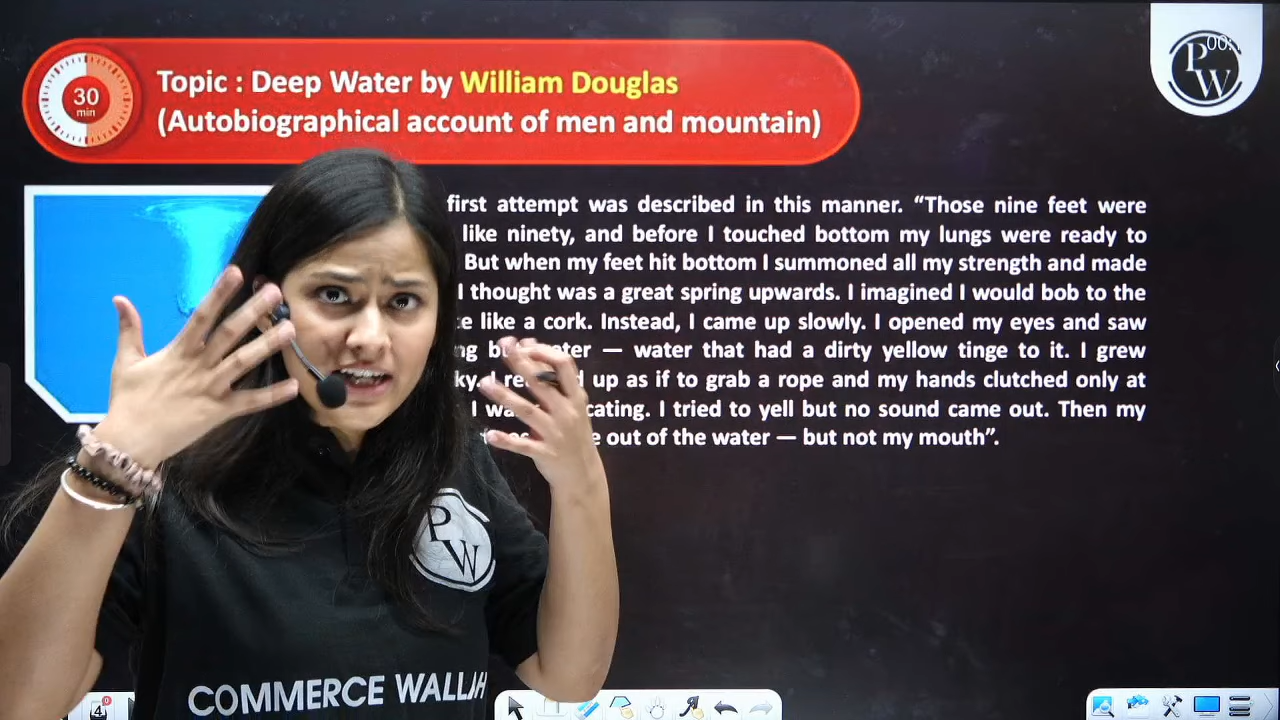 30
min
Topic : Deep Water by William Douglas
(Autobiographical account of men and mountain)
00
PW
first attempt was described in this manner. “Those nine feet were
like ninety, and before I touched bottom my lungs were ready to
But when my feet hit bottom I summoned all my strength and made
I thought was a great spring upwards. I imagined I would bob to the
like a cork. Instead, I came up slowly. I opened my eyes and saw
water — water that had a dirty yellow tinge to it. I grew
up as if to grab a rope and my hands clutched only at
I tried to yell but no sound came out. Then my
out of the water — but not my mouth”.
PW
COMMERCE WALLAH
4